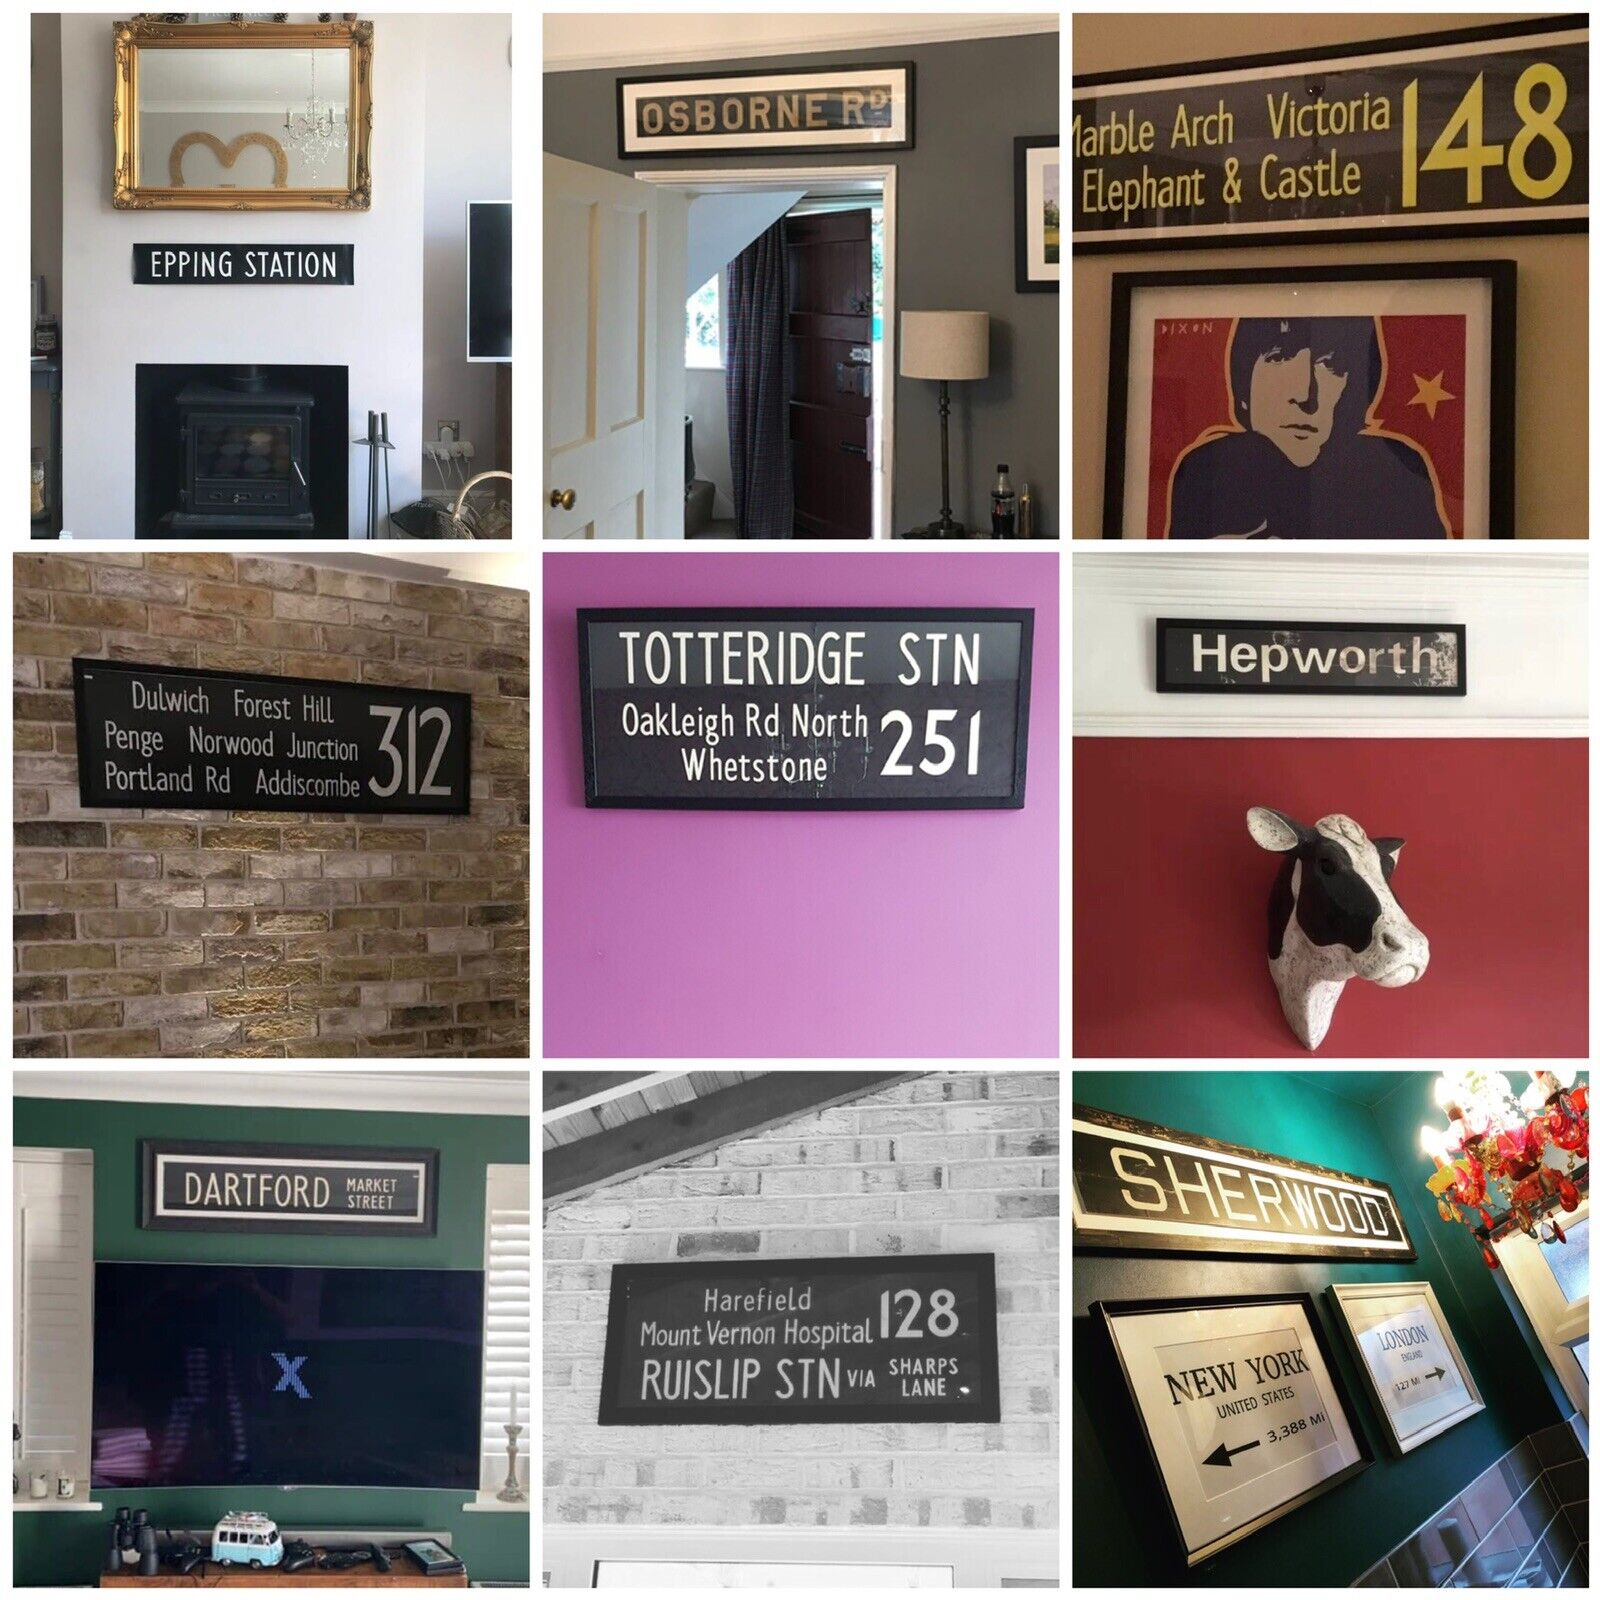 EPPING STATION
OSBORNE RD
Marble Arch Victoria
Elephant & Castle
148
DIXON
Dulwich Forest Hill
Penge Norwood Junction
Portland Rd Addiscombe
312
TOTTERIDGE STN
Oakleigh Rd North
Whetstone
251
Hepworth
DARTFORD
MARKET
STREET
X
E
Harefield
Mount Vernon Hospital
128
RUISLIP STN VIA
SHARPS
LANE
SHERWOOD
NEW YORK
UNITED STATES
3,388 Mi
LONDON
ENGLAND
127 Mi